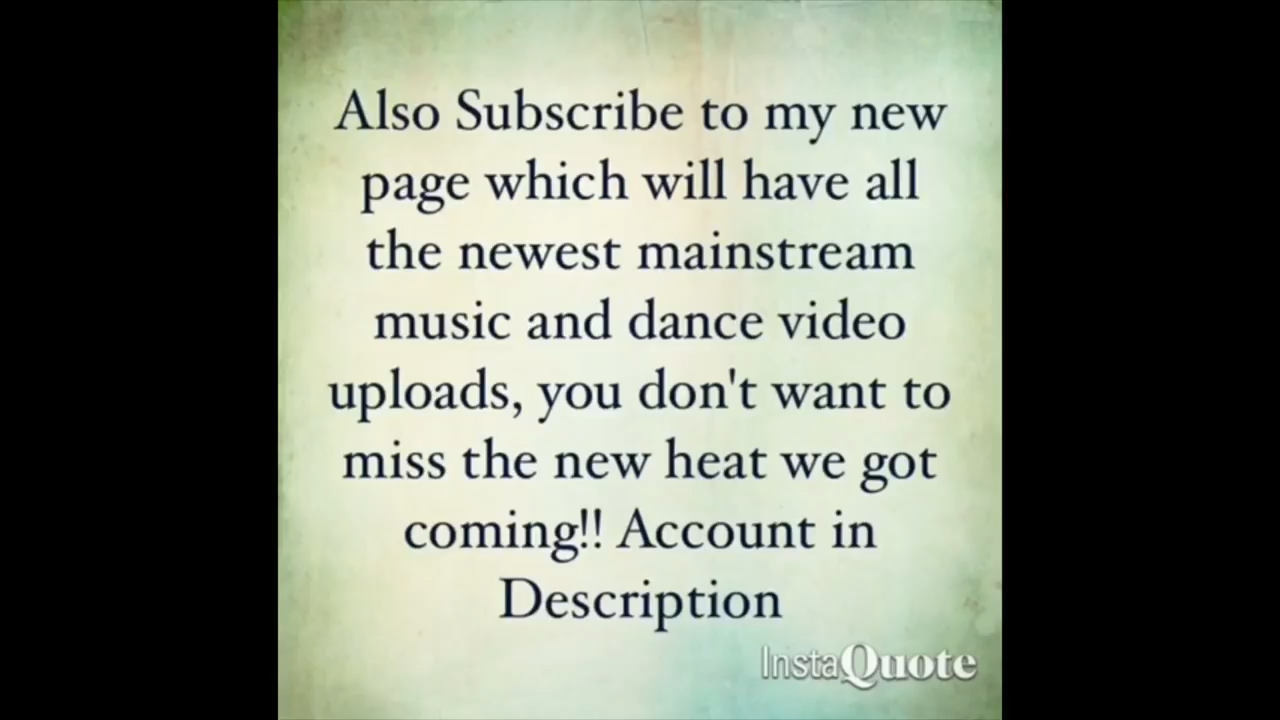 Also Subscribe to my new
page which will have all
the newest mainstream
music and dance video
uploads, you don't want to
miss the new heat we got
coming!! Account in
Description
InstaQuote